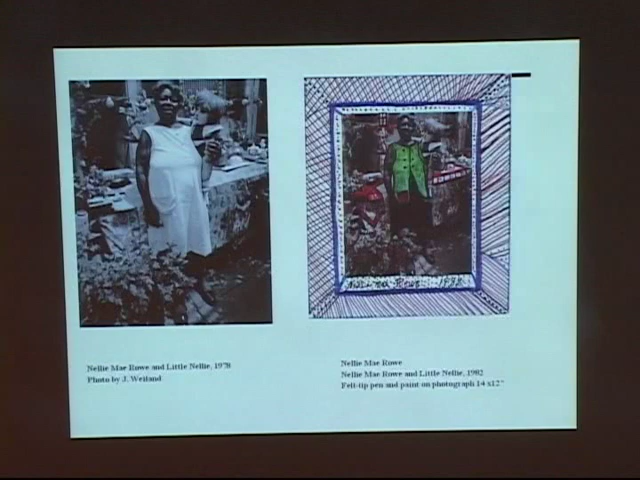 Nellie Mae Rowe and Little Nellie, 1978
Photo by J. Weiland
Nellie Mae Rowe
Nellie Mae Rowe and Little Nellie, 1982
Felt-tip pen and paint on photograph 14 x12"